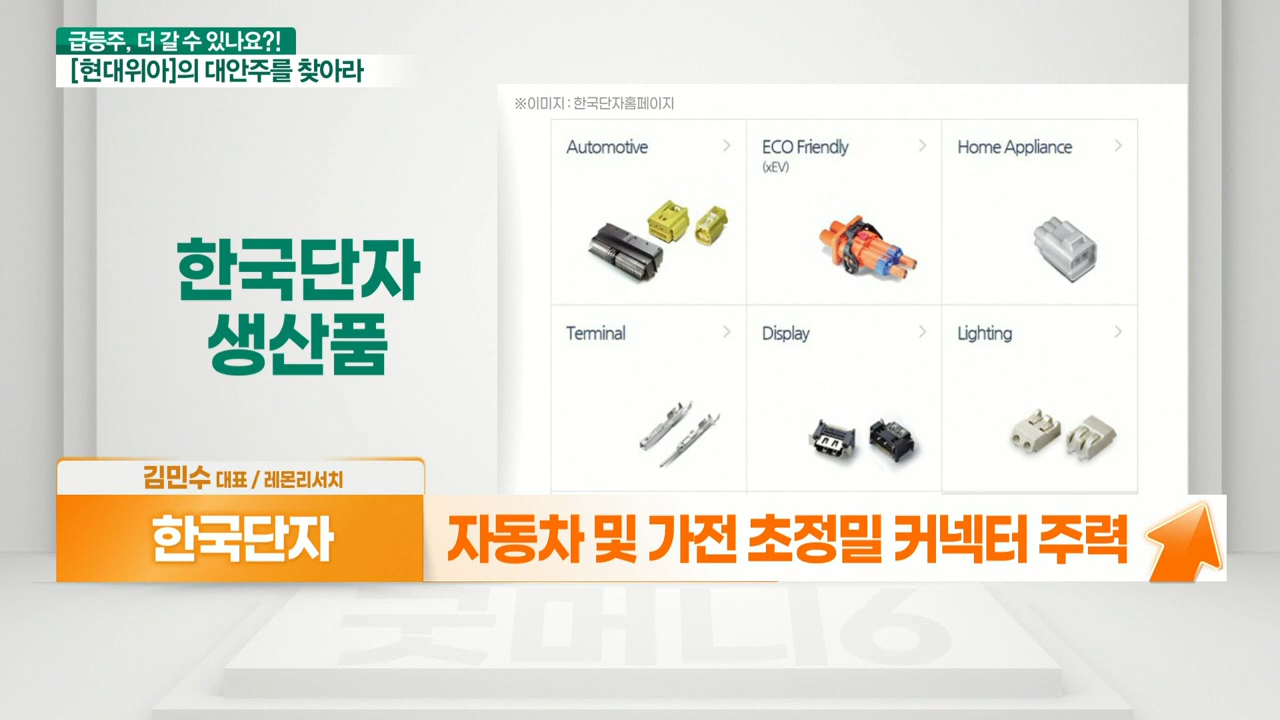 급등주, 더 갈 수 있나요?!
[현대위아]의 대안주를 찾아라
※이미지 : 한국단자홈페이지
Automotive
ECO Friendly
(xEV)
Home Appliance
Terminal
Display
Lighting
한국단자
생산품
김민수 대표 / 레몬리서치
한국단자
자동차 및 가전 초정밀 커넥터 주력
굿머니6